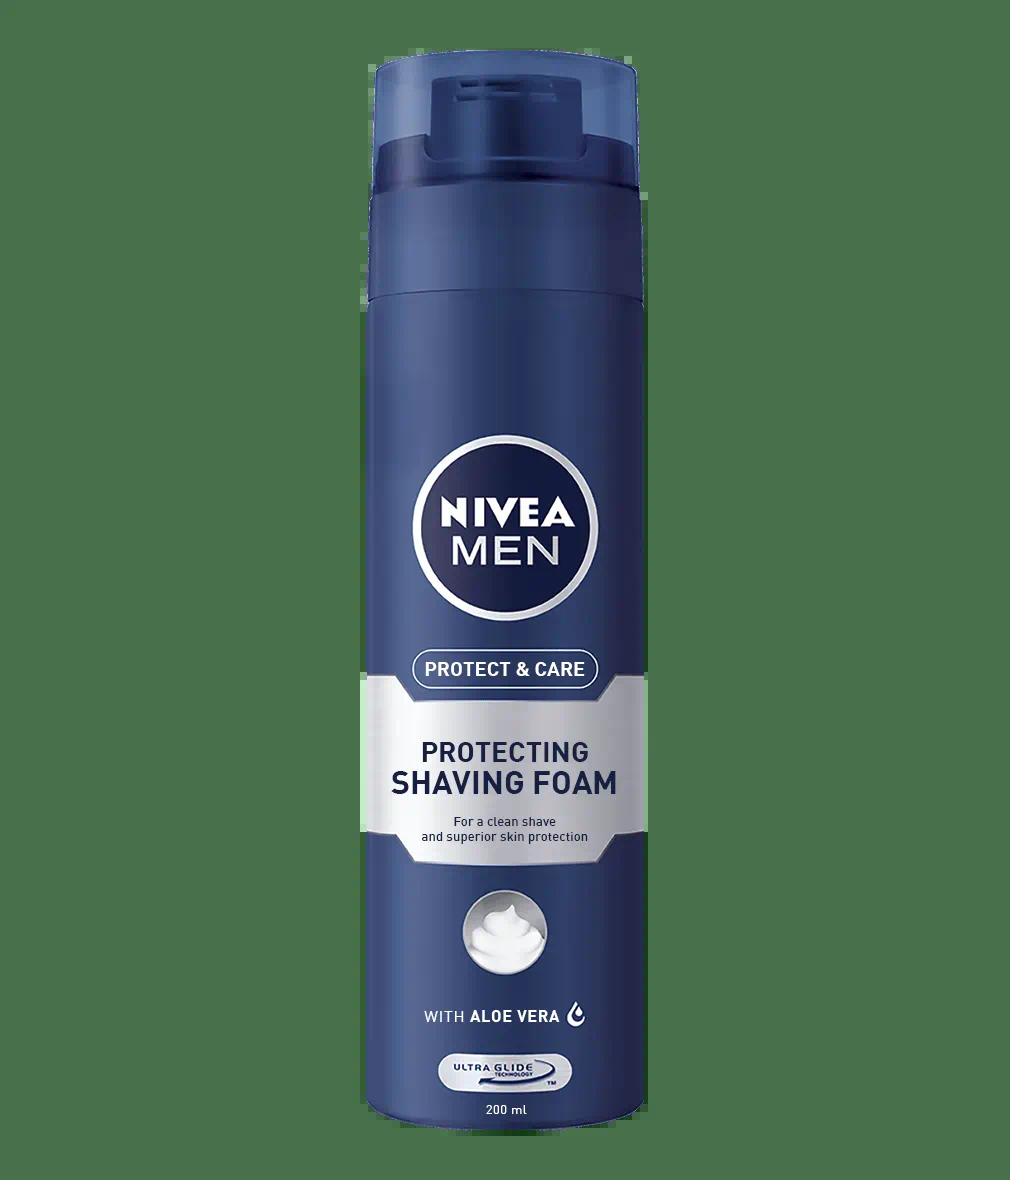 NIVEA
MEN
PROTECT & CARE
PROTECTING
SHAVING FOAM
For a clean shave
and superior skin protection
WITH ALOE VERA
ULTRA GLIDE
TECHNOLOGY
TM
200 ml